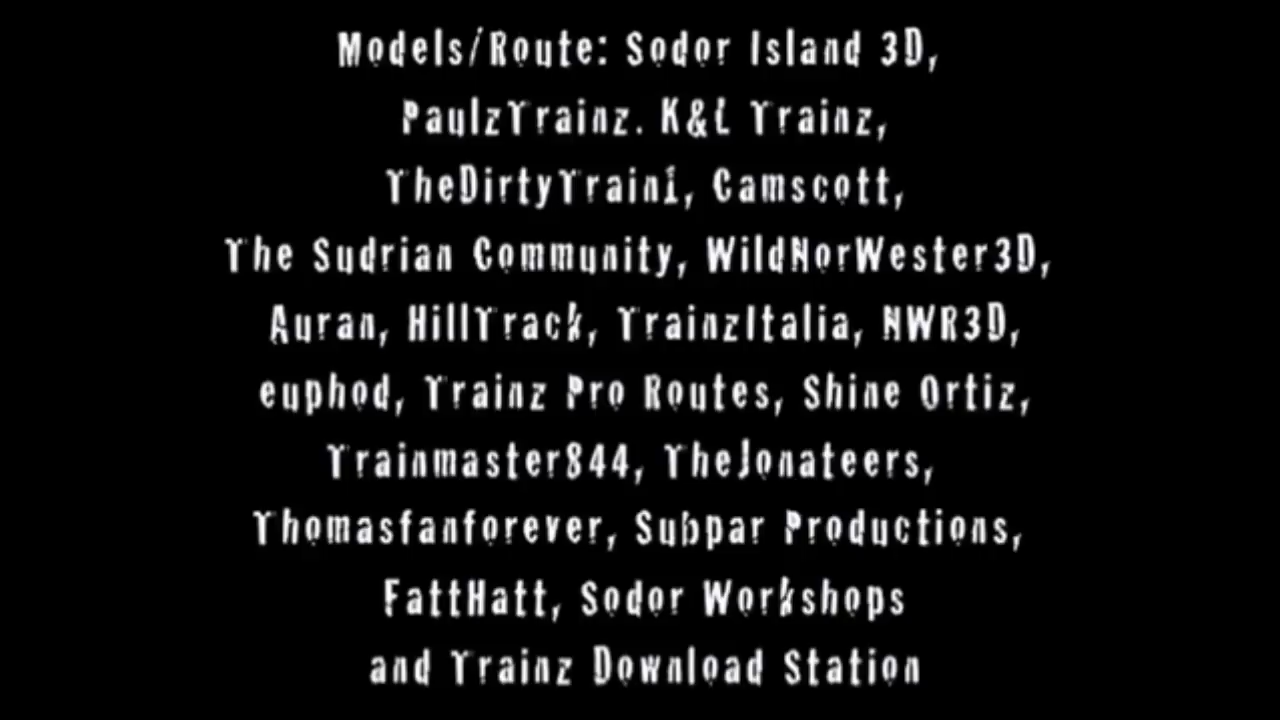 Models/Route: Sodor Island 3D,
PaulzTrainz. K&L Trainz,
TheDirtyTrain1, Camscott,
The Sudrian Community, WildNorWester3D,
Auran, HillTrack, TrainzItalia, NWR3D,
euphod, Trainz Pro Routes, Shine Ortiz,
Trainmaster844, TheJonateers,
Thomasfanforever, Subpar Productions,
FattHatt, Sodor Workshops
and Trainz Download Station